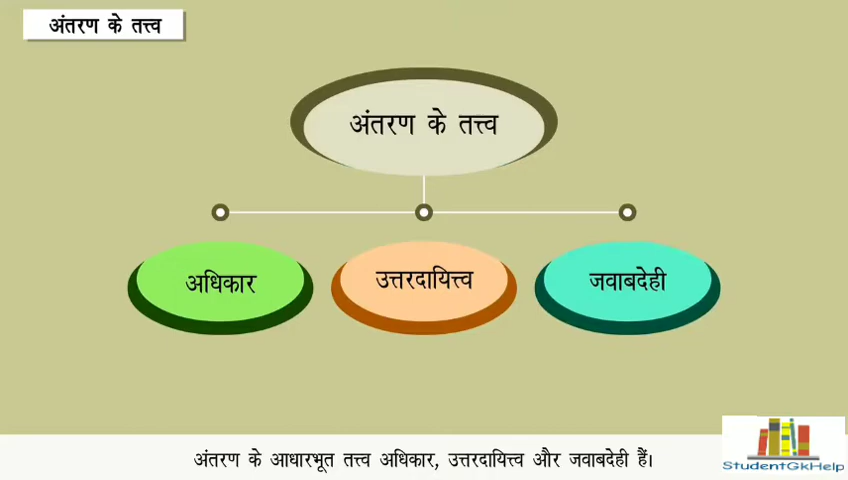 अंतरण के तत्त्व
अंतरण के तत्त्व
अधिकार
उत्तरदायित्त्व
जवाबदेही
अंतरण के आधारभूत तत्त्व अधिकार, उत्तरदायित्त्व और जवाबदेही हैं।
StudentGkHelp